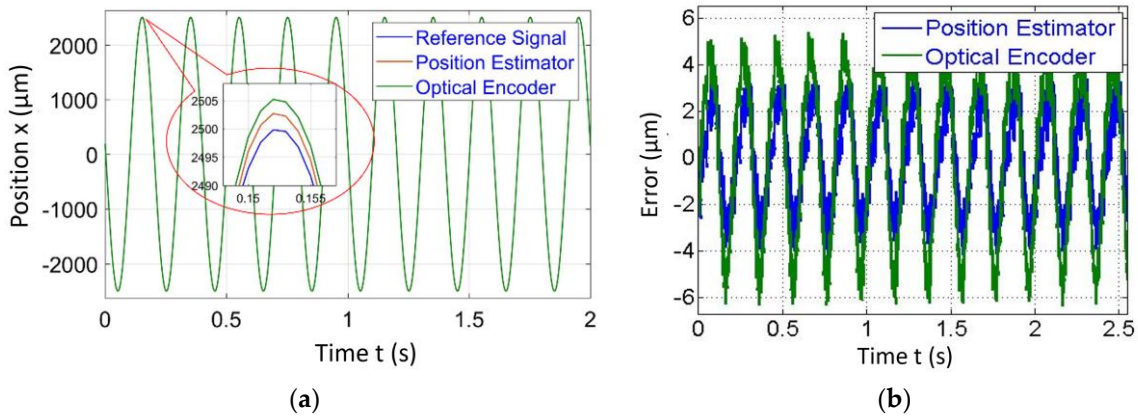 2000
1000
0
-1000
-2000
Position x (µm)
Reference Signal
Position Estimator
Optical Encoder
2505
2500
2495
2490
0.15
0.155
0
0.5
1
1.5
2
Time t (s)
(a)
6
4
2
0
-2
-4
-6
Error (µm)
Position Estimator
Optical Encoder
0
0.5
1
1.5
2
2.5
Time t (s)
(b)